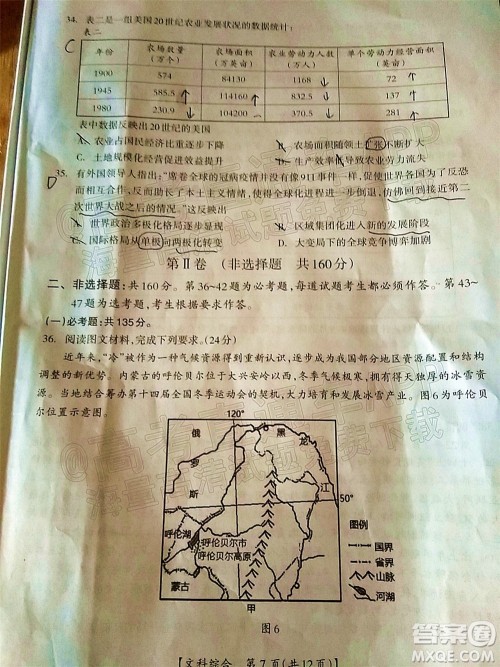 34. 表二是一组美国20世纪农业发展状况的数据统计：
C
表二
年份 农场数量（万个） 农场面积（万英亩） 农业劳动力人数（万人） 单个劳动力经营面积（英亩）
1900 574 84130 1168 72
1945 585.5 114160 832.5 137
1980 230.9 104200 370.5 281
表中数据反映出20世纪的美国
A. 农业占国民经济比重逐步下降 B. 农场面积随领土扩张不断扩大
C. 土地规模化经营促进效益提高 D. 生产效率 导致农业劳动力流失
35. 有外国领导人指出："席卷全球的冠病疫情并没有像911事件一样，促使各国为了反恐
D
而相互合作，反而助长了本土主义情绪，使得全球化进程进一步倒退，仿佛回到接近第二
次世界大战之后的情况。"这反映出
A. 世界政治多极化格局逐步显现 B. 区域集团化进入新的发展阶段
C. 国际格局从单极向两极化转变 D. 大变局下的全球竞争博弈加剧
第Ⅱ卷 （非选择题 共160分）
二、非选择题：共160分。第36～42题为必考题，每道试题考生都必须作答。第43～
47题为选考题，考生根据要求作答。
(一)必考题：共135分。
36. 阅读图文材料，完成下列要求。(24分)
近年来，"冷"被作为一种气候资源得到重新认识，逐步成为我国部分地区资源配置和结构
调整的新优势。内蒙古的呼伦贝尔位于大兴安岭以西，冬季气候极寒，拥有得天独厚的冰雪资
源。当地结合筹办第十四届全国冬季运动会的契机，大力培育和发展冰雪产业。图6为呼伦贝
尔位置示意图。
120°
俄
罗
斯
黑
龙
江
50°
呼伦湖
呼伦贝尔市
呼伦贝尔高原
蒙古
甲
图例
国界
省界
山脉
河湖
图6
【文科综合 第7页(共12页)】
答案圈
MXQE.COM